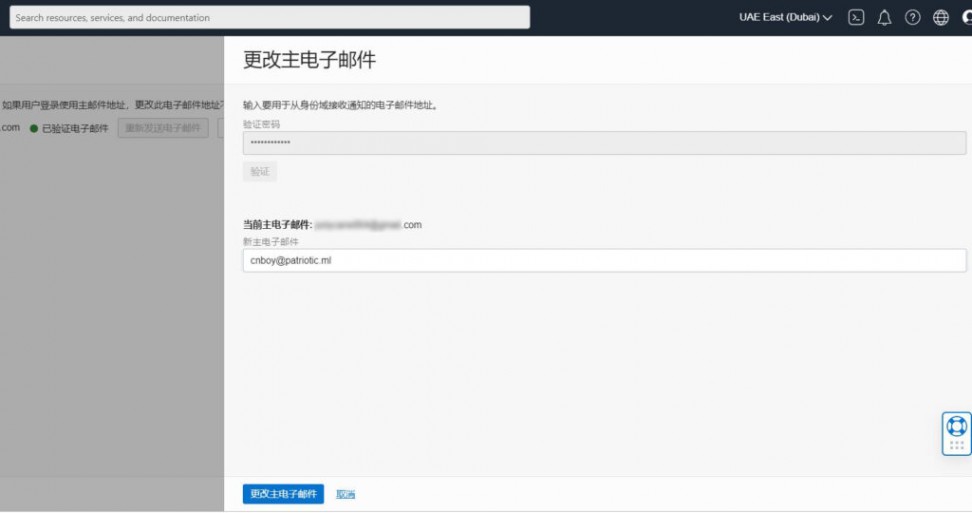 Search resources, services, and documentation
UAE East (Dubai)
更改主电子邮件
如果用户登录使用主邮件地址，更改此电子邮件地址
输入要用于从身份域接收通知的电子邮件地址。
.com 已验证电子邮件 重新发送电子邮件
验证密码
************
验证
当前主电子邮件: .com
新主电子邮件
cnboy@patriotic.ml
更改主电子邮件 取消